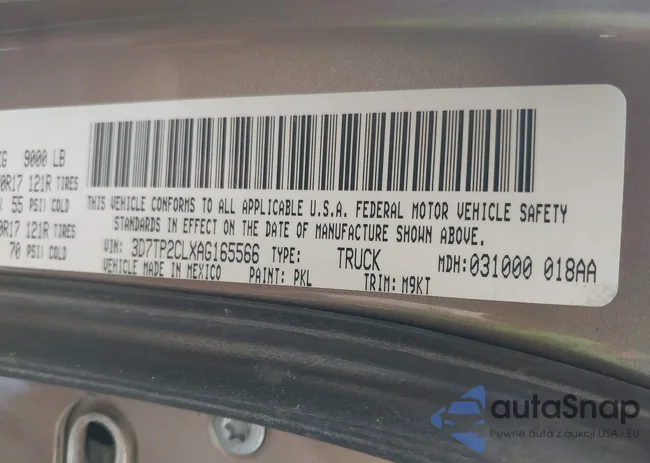 KG 9000 LB
0R17 121R TIRES
55 PSI) COLD
0R17 121R TIRES
70 PSI) COLD
THIS VEHICLE CONFORMS TO ALL APPLICABLE U.S.A. FEDERAL MOTOR VEHICLE SAFETY
STANDARDS IN EFFECT ON THE DATE OF MANUFACTURE SHOWN ABOVE.
VIN: 3D7TP2CLXAG165566 TYPE: TRUCK MDH: 031000 018AA
VEHICLE MADE IN MEXICO PAINT: PKL TRIM: M9KT
autaSnap
Pewne auta z aukcji USA - EU